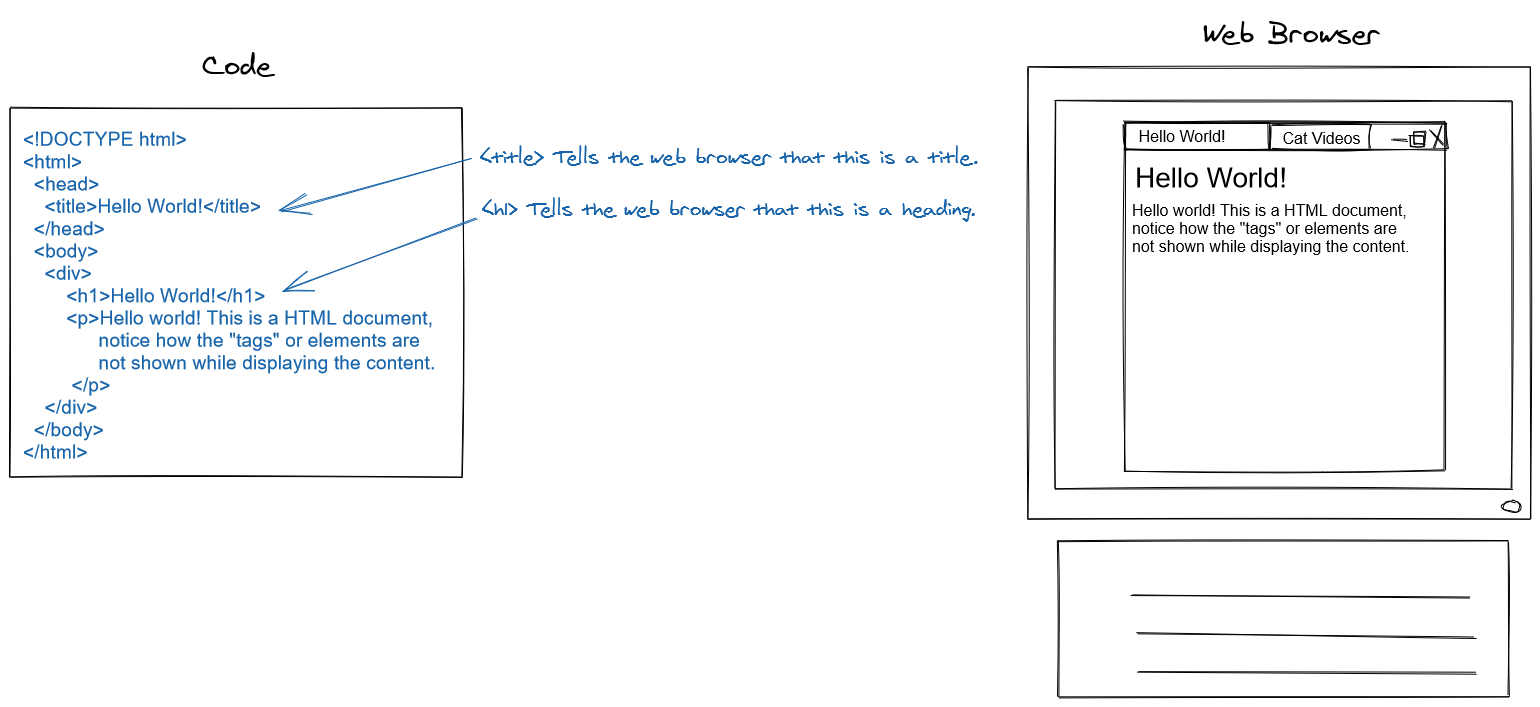 Code
<!DOCTYPE html>
<html>
<head>
<title>Hello World!</title>
</head>
<body>
<div>
<h1>Hello World!</h1>
<p>Hello world! This is a HTML document,
notice how the "tags" or elements are
not shown while displaying the content.
</p>
</div>
</body>
</html>
<title> Tells the web browser that this is a title.
<h1> Tells the web browser that this is a heading.
Web Browser
Hello World! Cat Videos
Hello World!
Hello world! This is a HTML document,
notice how the "tags" or elements are
not shown while displaying the content.